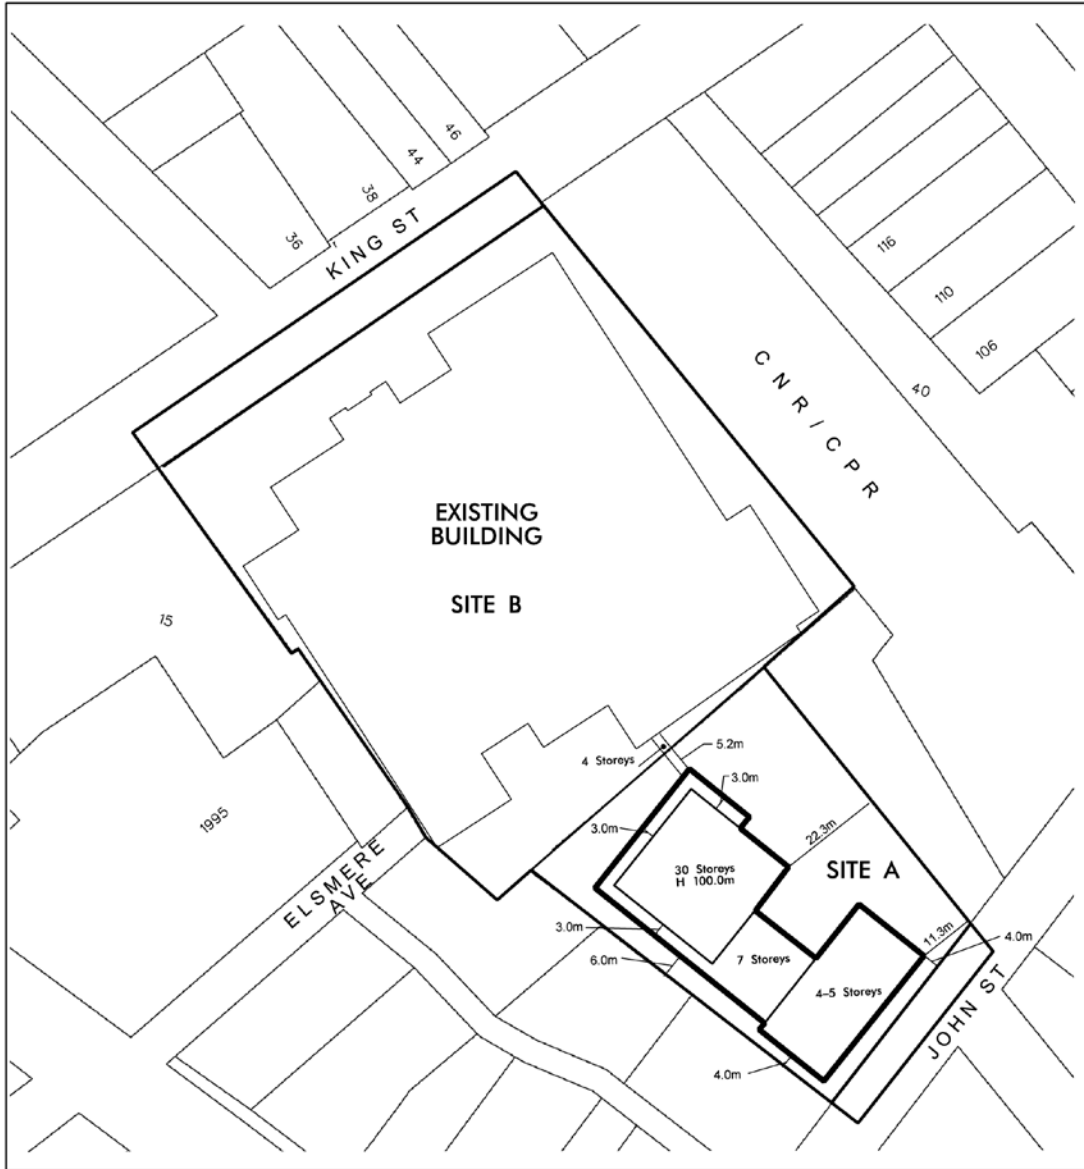 46
44
38
36
KING ST
116
110
106
40
CNR/CPR
EXISTING
BUILDING
SITE B
15
1995
ELSMERE
AVE
4 Storeys
5.2m
3.0m
3.0m
22.3m
30 Storeys
H 100.0m
SITE A
3.0m
6.0m
7 Storeys
11.3m
4.0m
4–5 Storeys
JOHN ST
4.0m